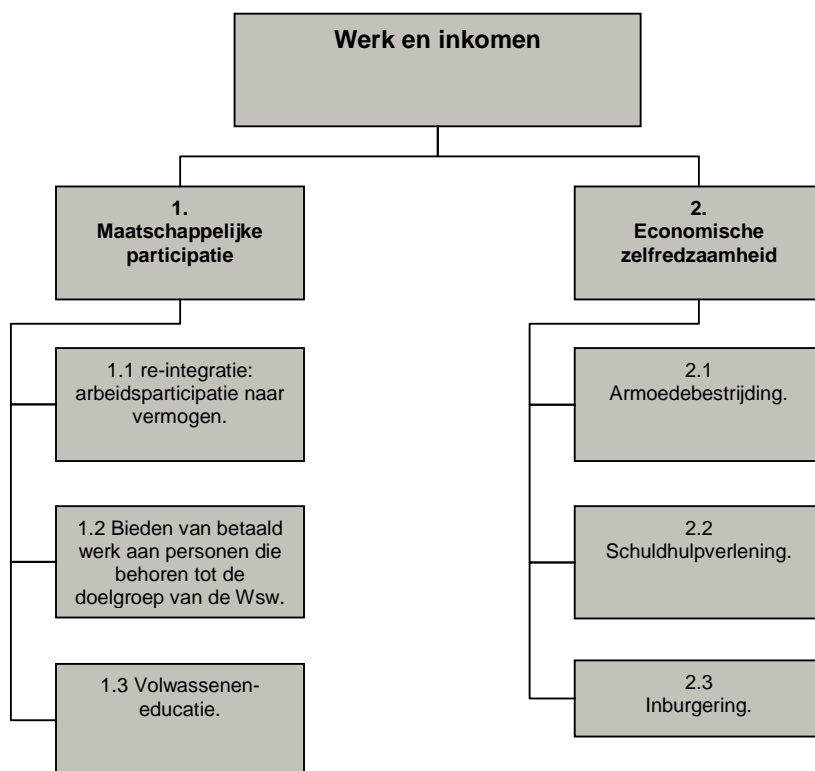 Werk en inkomen
1.
Maatschappelijke
participatie
1.1 re-integratie:
arbeidsparticipatie naar
vermogen.
1.2 Bieden van betaald
werk aan personen die
behoren tot de
doelgroep van de Wsw.
1.3 Volwassenen-
educatie.
2.
Economische
zelfredzaamheid
2.1
Armoedebestrijding.
2.2
Schuldhulpverlening.
2.3
Inburgering.